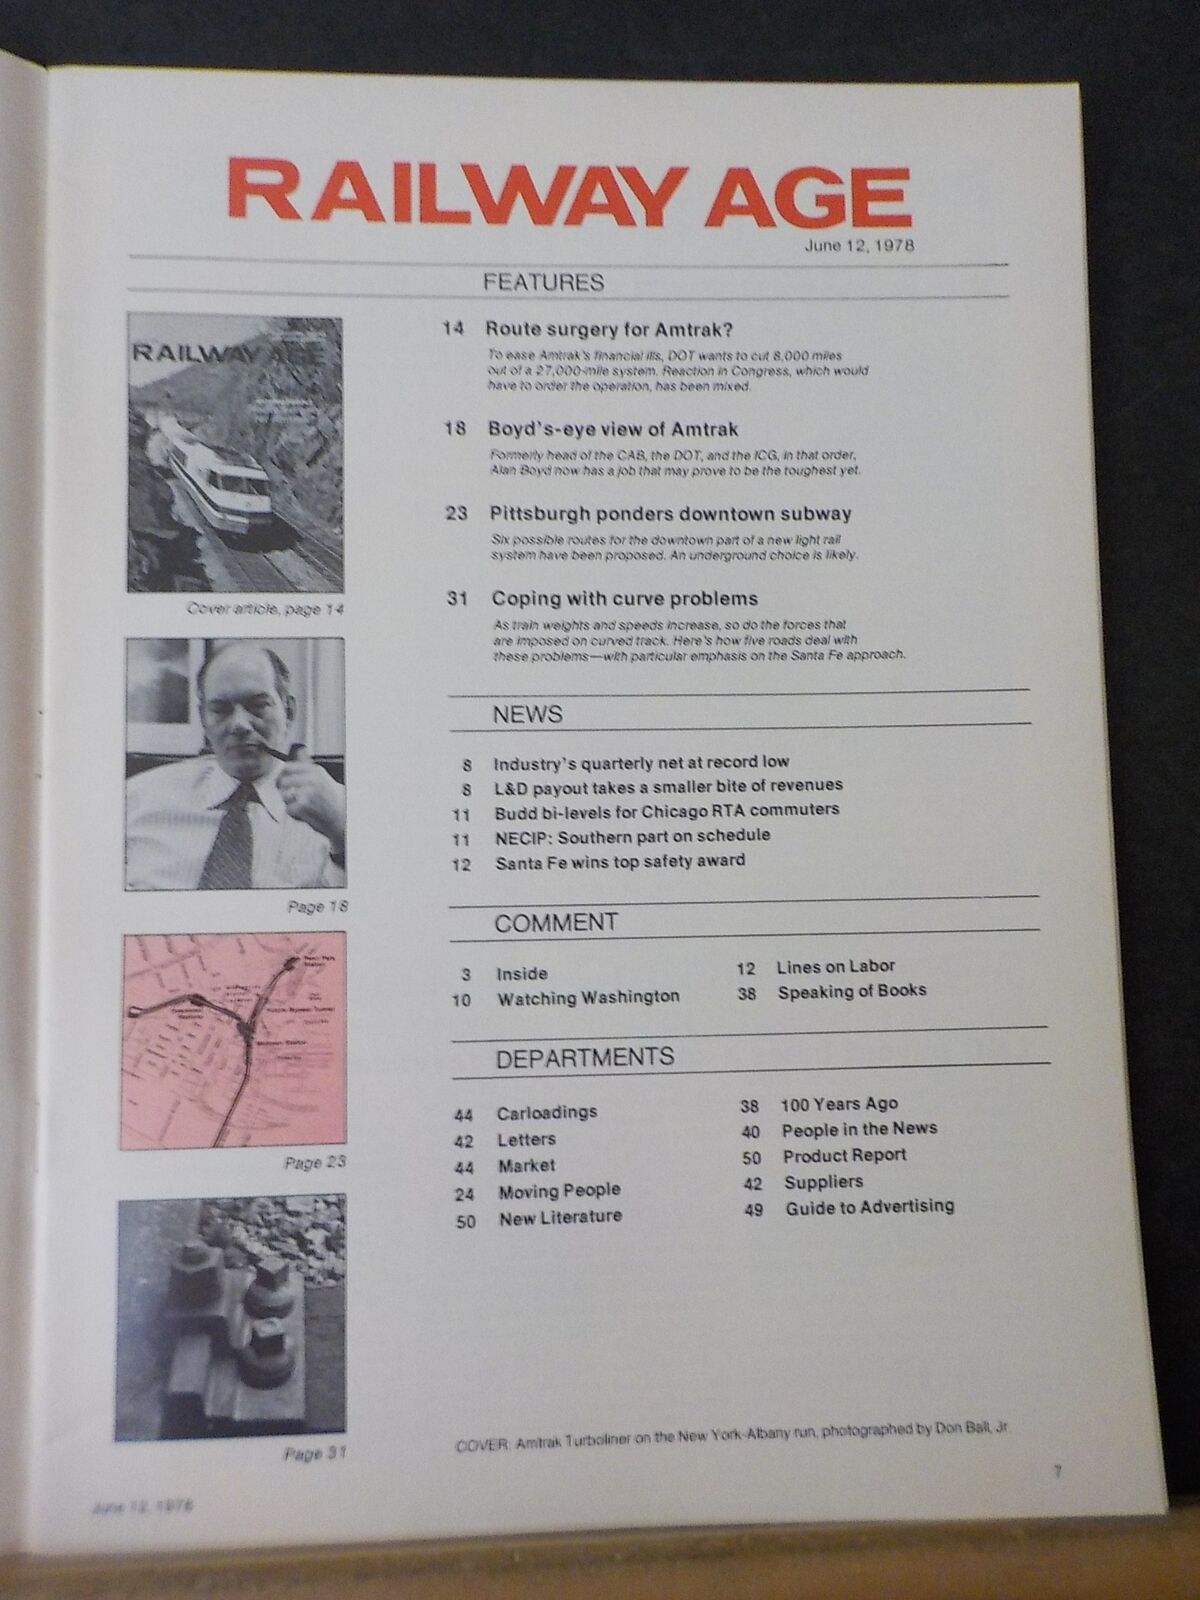 RAILWAY AGE
June 12, 1978
FEATURES
RAILWAY AGE
Cover article, page 14
14 Route surgery for Amtrak?
To ease Amtrak's financial ills, DOT wants to cut 8,000 miles
out of a 27,000-mile system. Reaction in Congress, which would
have to order the operation, has been mixed.
18 Boyd's-eye view of Amtrak
Formerly head of the CAB, the DOT, and the ICG, in that order,
Alan Boyd now has a job that may prove to be the toughest yet.
23 Pittsburgh ponders downtown subway
Six possible routes for the downtown part of a new light rail
system have been proposed. An underground choice is likely.
31 Coping with curve problems
As train weights and speeds increase, so do the forces that
are imposed on curved track. Here's how five roads deal with
these problems—with particular emphasis on the Santa Fe approach.
Page 18
NEWS
8 Industry's quarterly net at record low
8 L&D payout takes a smaller bite of revenues
11 Budd bi-levels for Chicago RTA commuters
11 NECIP: Southern part on schedule
12 Santa Fe wins top safety award
COMMENT
3 Inside
10 Watching Washington
12 Lines on Labor
38 Speaking of Books
Page 23
DEPARTMENTS
44 Carloadings
42 Letters
44 Market
24 Moving People
50 New Literature
38 100 Years Ago
40 People in the News
50 Product Report
42 Suppliers
49 Guide to Advertising
Page 31
COVER: Amtrak Turboliner on the New York-Albany run, photographed by Don Ball, Jr.
June 12, 1978
7